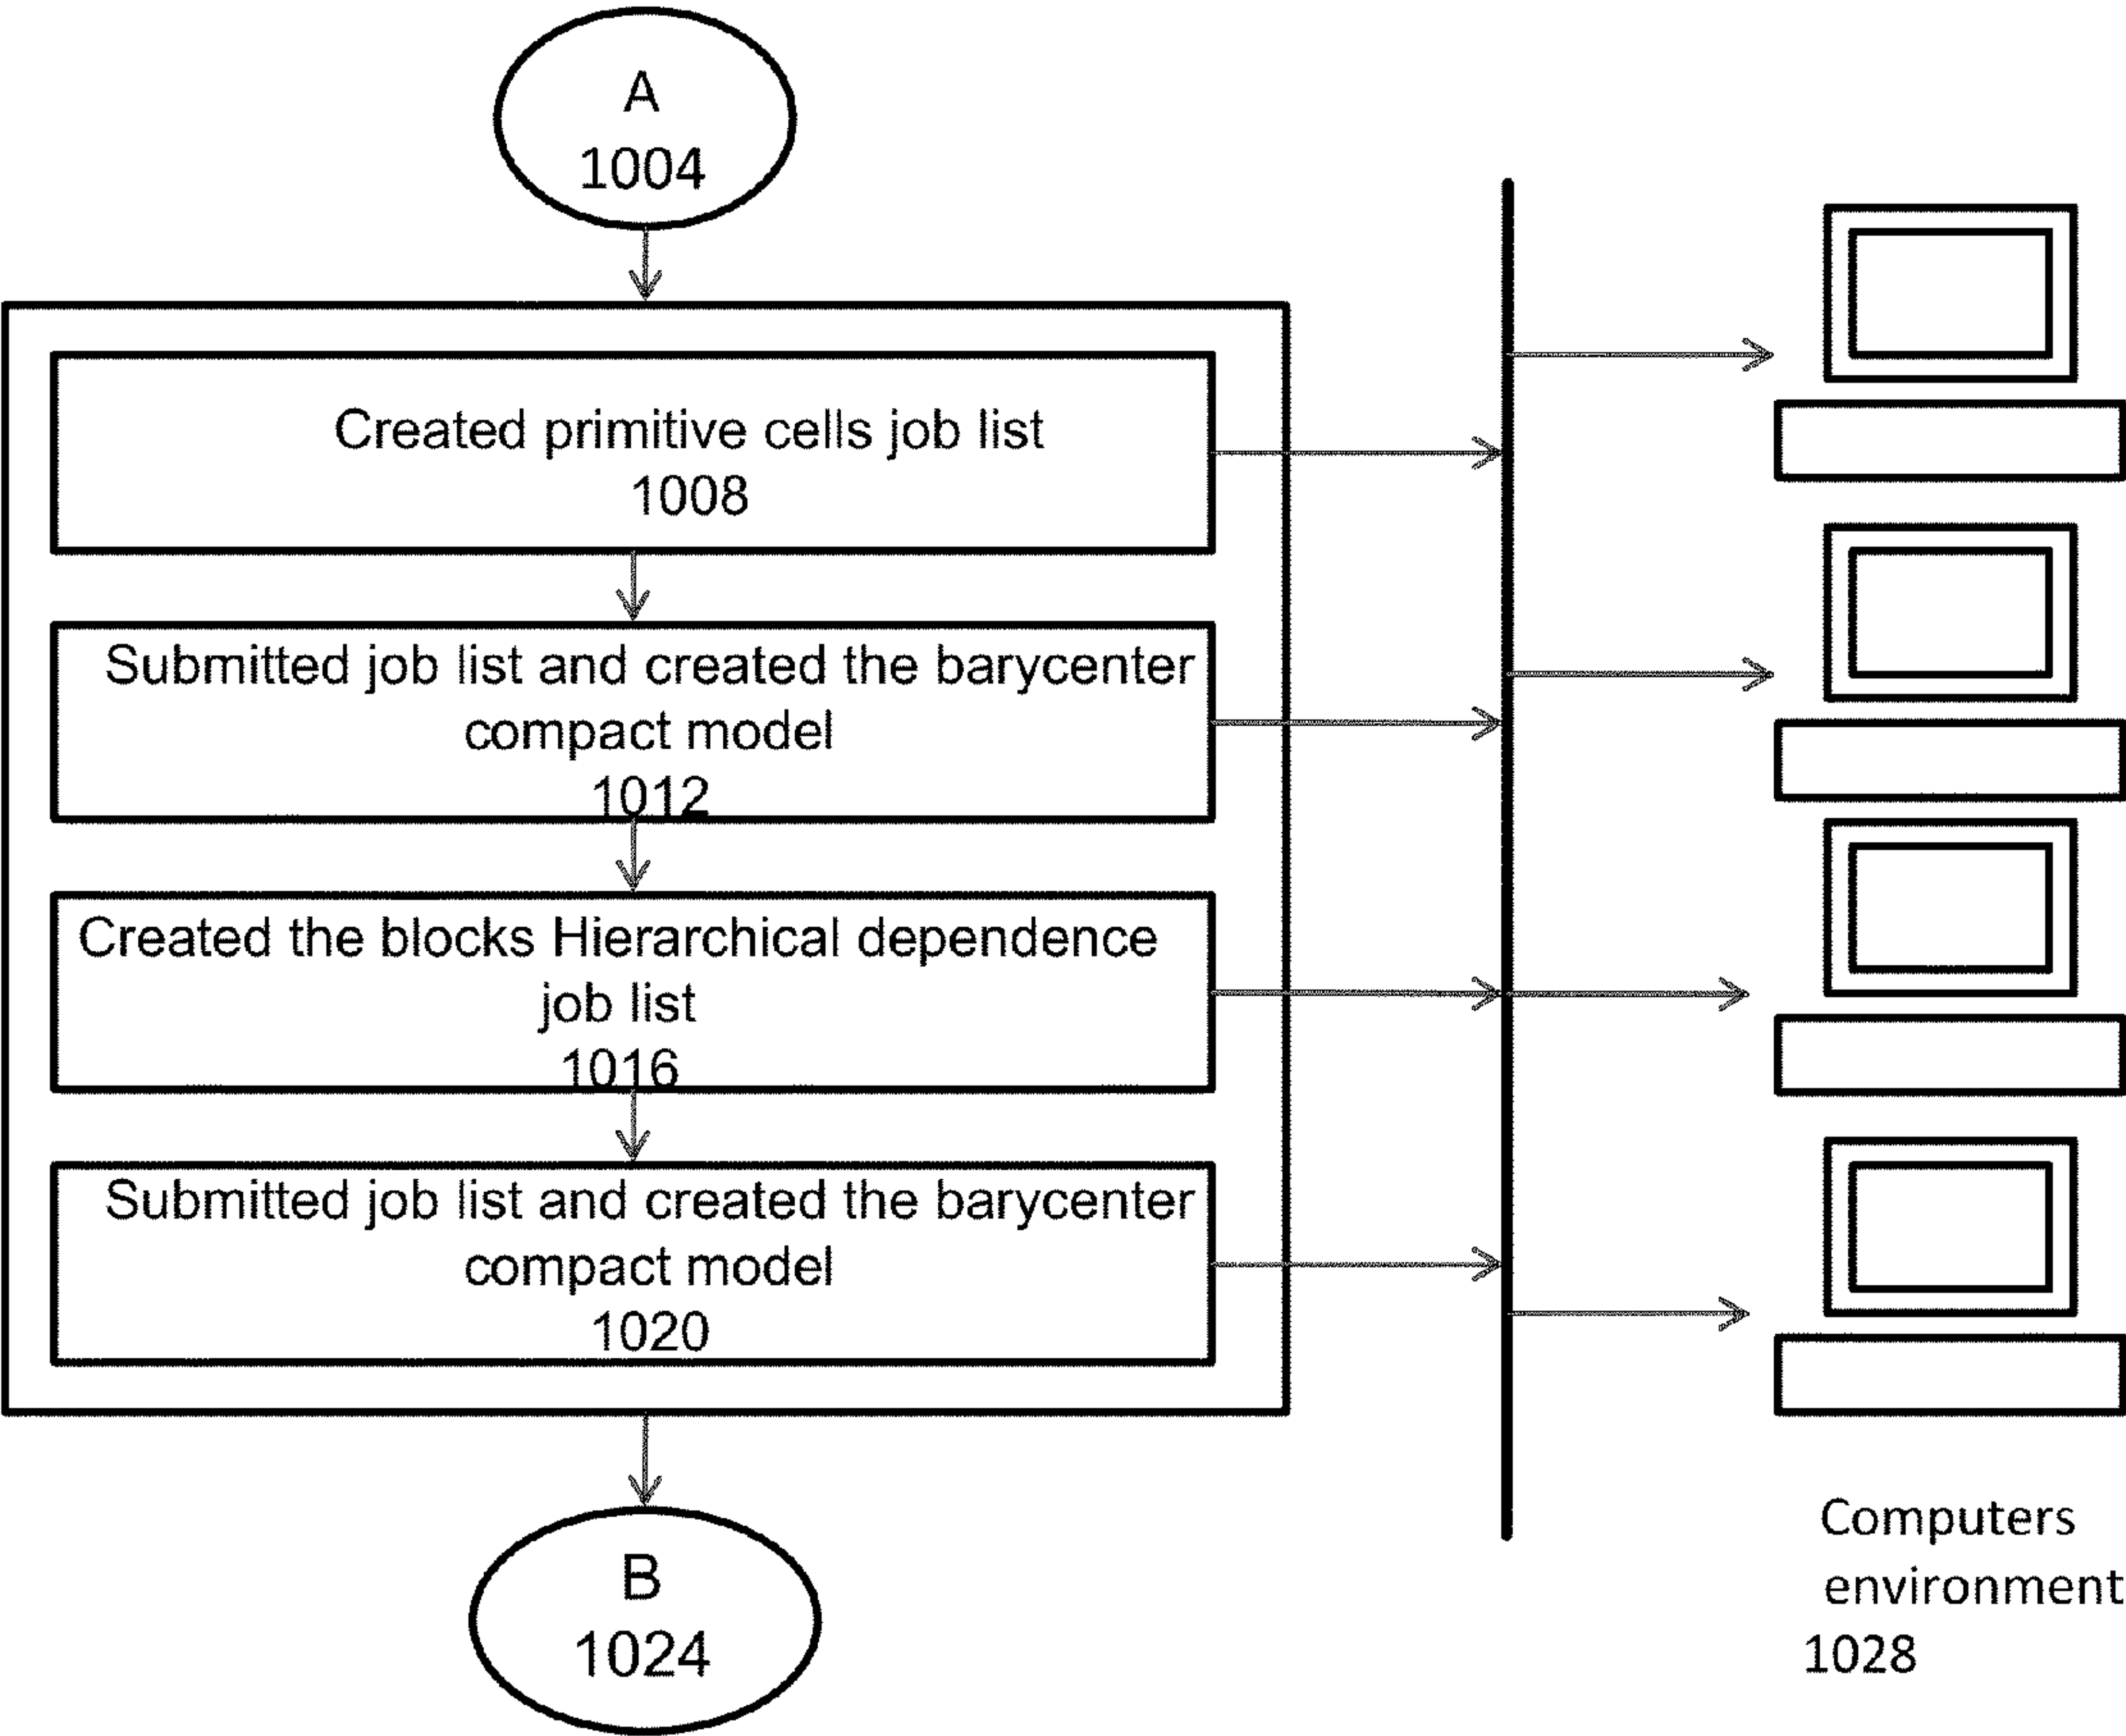 A
1004
Created primitive cells job list
1008
Submitted job list and created the barycenter
compact model
1012
Created the blocks Hierarchical dependence
job list
1016
Submitted job list and created the barycenter
compact model
1020
B
1024
Computers
environment
1028